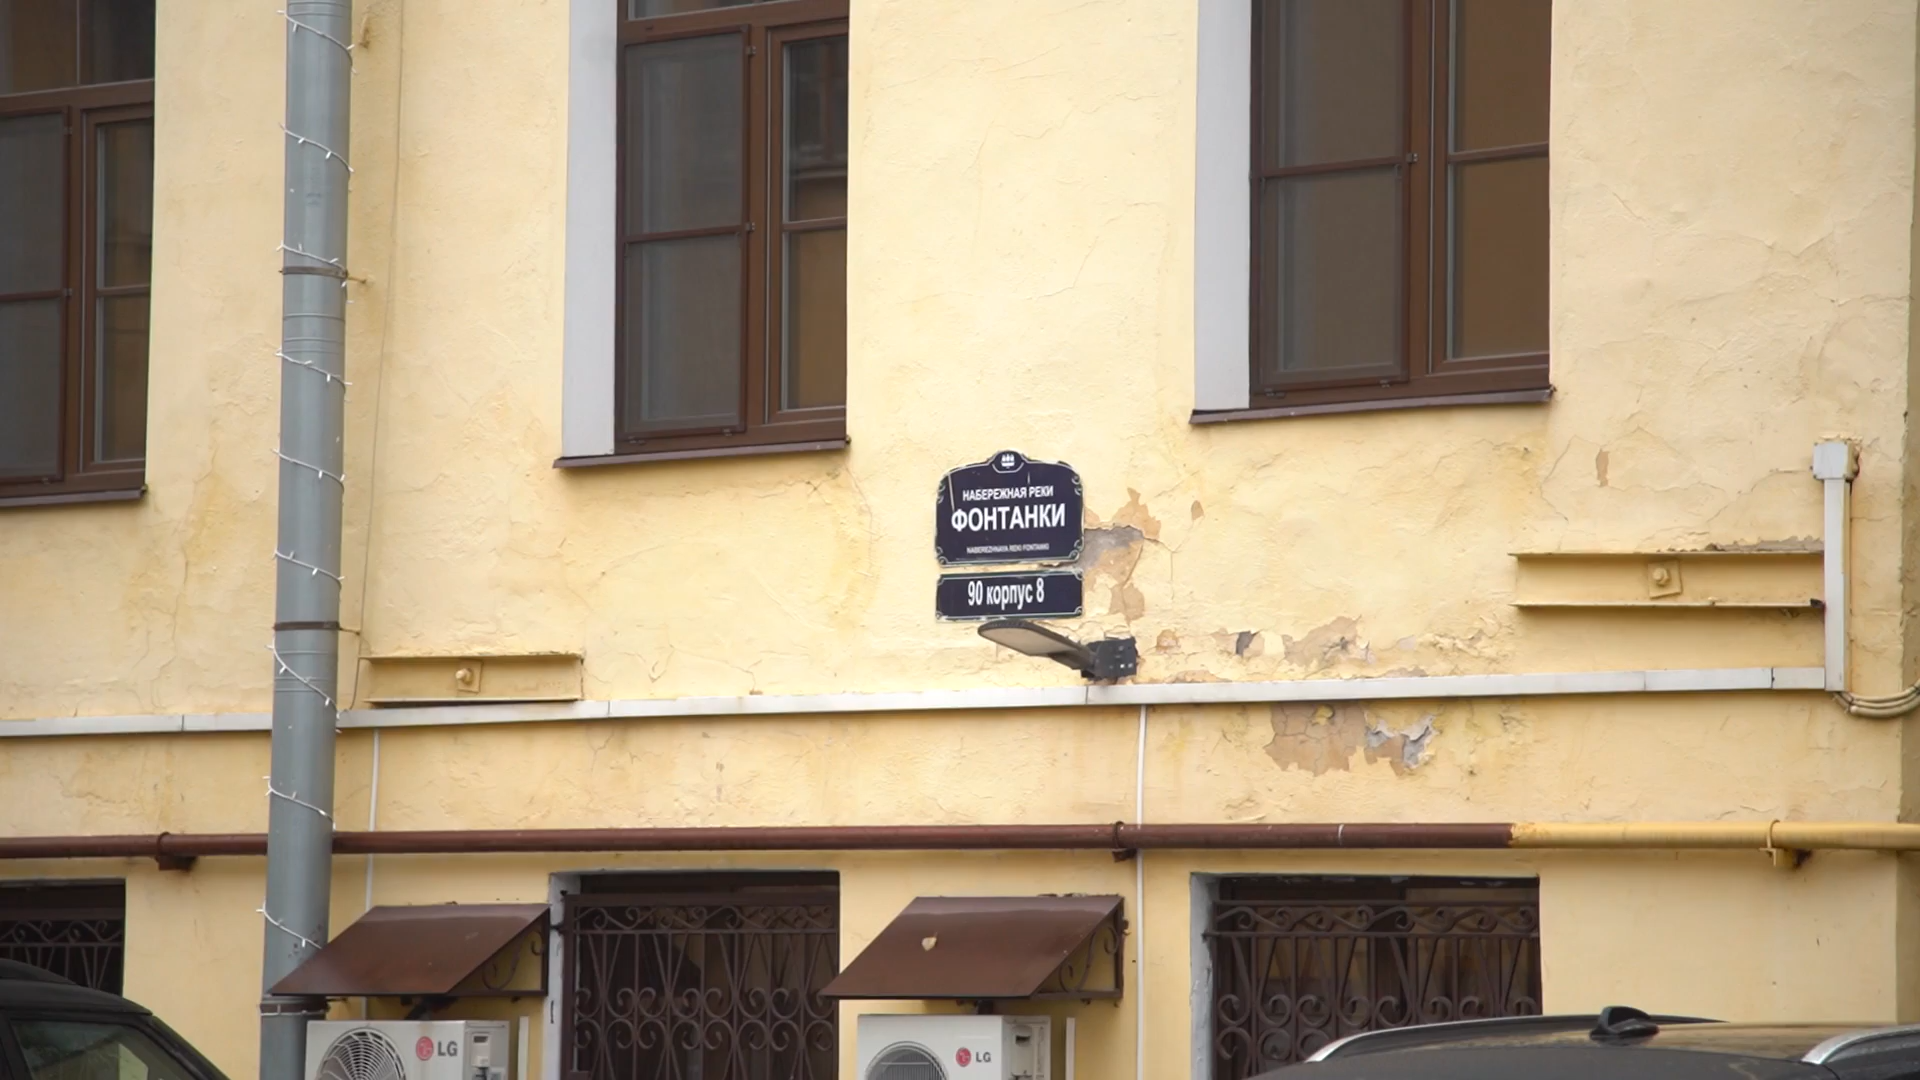 НАБЕРЕЖНАЯ РЕКИ
ФОНТАНКИ
NABEREZHNAYA REKI FONTANKI
90 корпус 8
LG
LG